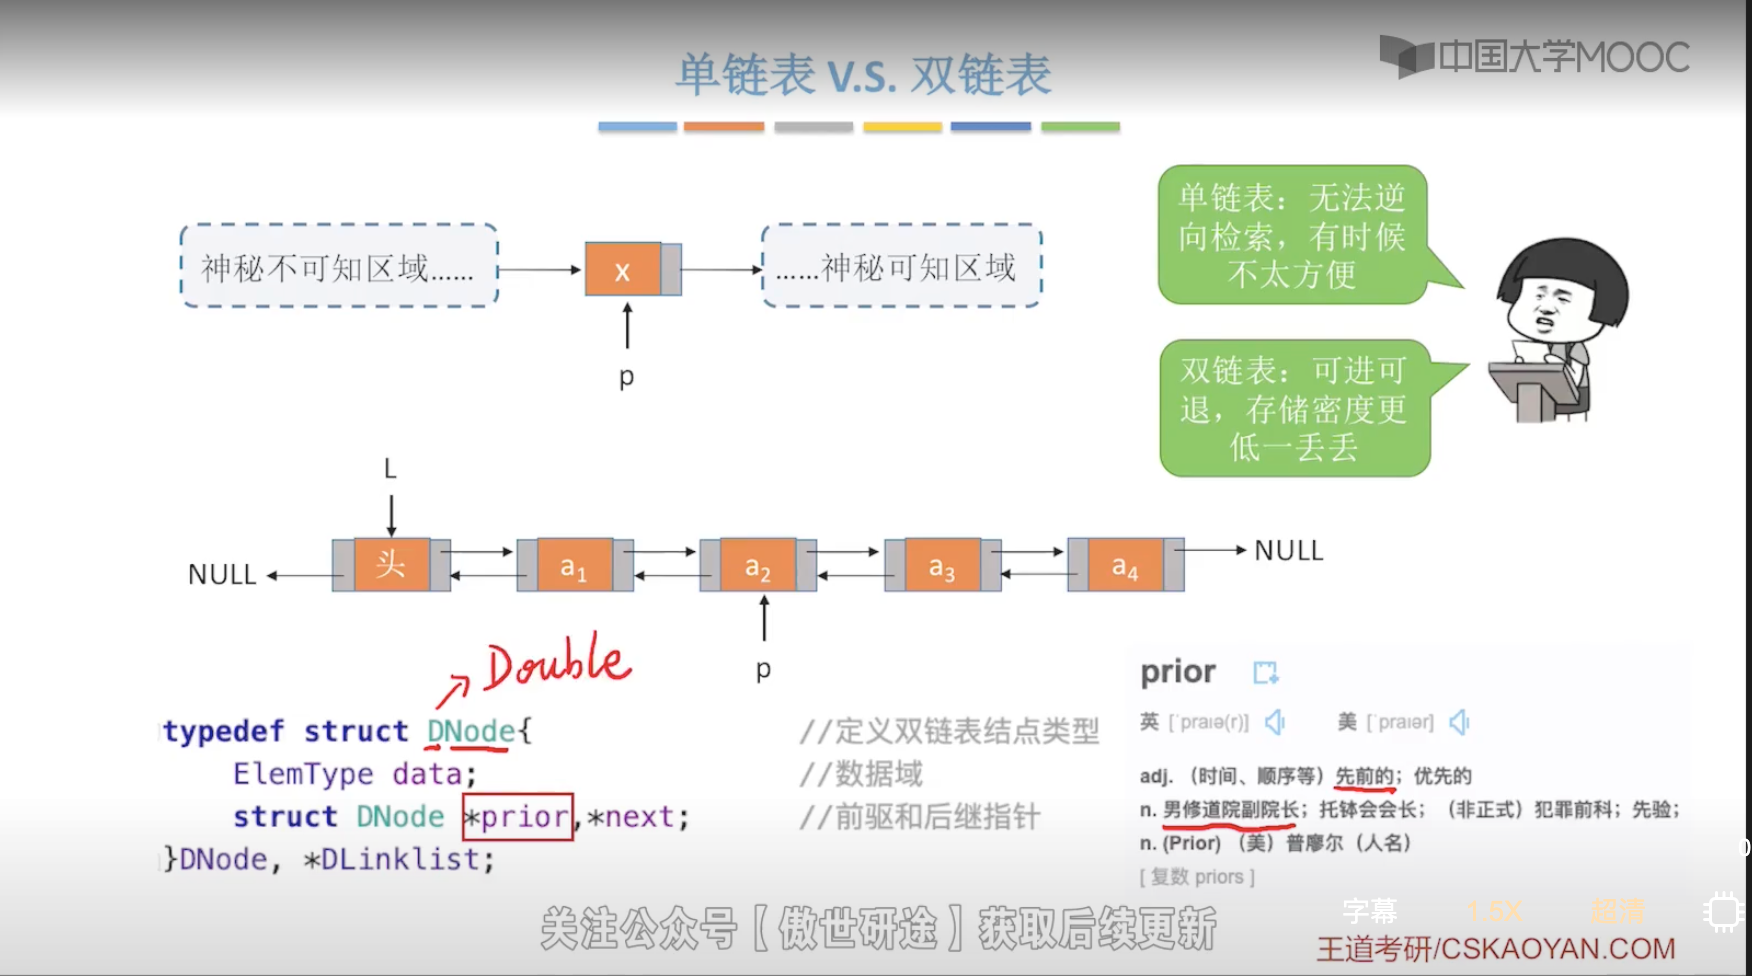 中国大学MOOC
单链表 V.S. 双链表
神秘不可知区域……
x
……神秘可知区域
p
单链表：无法逆
向检索，有时候
不太方便
双链表：可进可
退，存储密度更
低一丢丢
L
NULL
头
a1
a2
a3
a4
NULL
p
Double
typedef struct DNode{ //定义双链表结点类型
ElemType data; //数据域
struct DNode *prior,*next; //前驱和后继指针
}DNode, *DLinklist;
prior
英 [ˈpraɪə(r)] 美 [ˈpraɪər]
adj. （时间、顺序等）先前的；优先的
n. 男修道院副院长；托钵会会长；（非正式）犯罪前科；先验；
n. (Prior) （美）普廖尔（人名）
[ 复数 priors ]
关注公众号【傲世研途】获取后续更新
字幕 1.5X 超清
王道考研/CSKAOYAN.COM